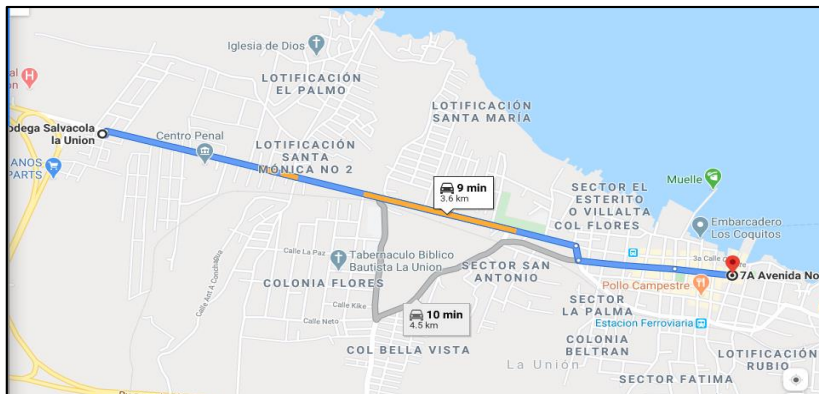 Iglesia de Dios
LOTIFICACIÓN
EL PALMO
LOTIFICACIÓN
SANTA MARÍA
odega Salvacola
la Union
Centro Penal
LOTIFICACIÓN
SANTA
MÓNICA NO 2
ANOS
PARTS
9 min
3.6 km
SECTOR EL
ESTERITO
O VILLALTA
COL FLORES
Muelle
Embarcadero
Los Coquitos
Calle La Paz
Tabernaculo Biblico
Bautista La Union
COLONIA FLORES
SECTOR SAN
ANTONIO
7A Avenida No
Pollo Campestre
Calle Kike
Calle Neto
10 min
4.5 km
SECTOR
LA PALMA
Estacion Ferroviaria
COL BELLA VISTA
COLONIA
BELTRAN
La Unión
LOTIFICACIÓN
RUBIO
SECTOR FATIMA